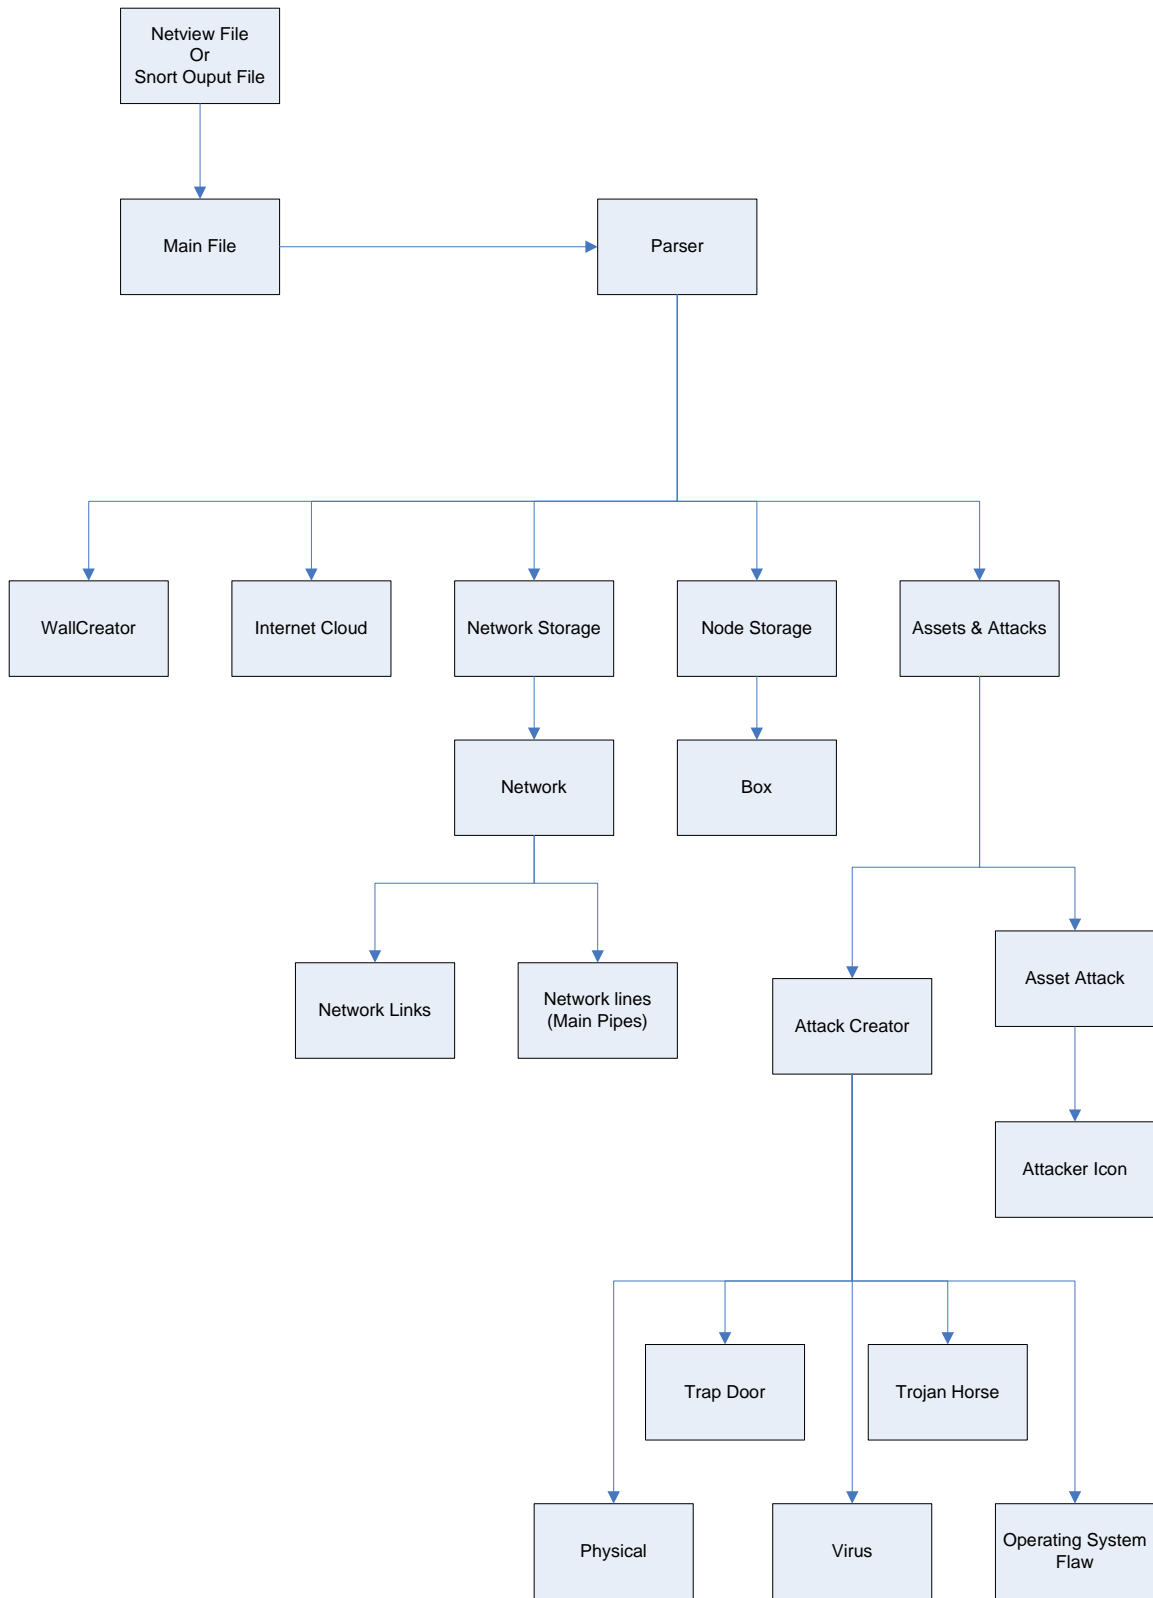 Netview File
Or
Snort Ouput File
Main File
Parser
WallCreator
Internet Cloud
Network Storage
Node Storage
Assets & Attacks
Network
Box
Network Links
Network lines
(Main Pipes)
Attack Creator
Asset Attack
Attacker Icon
Trap Door
Trojan Horse
Physical
Virus
Operating System
Flaw